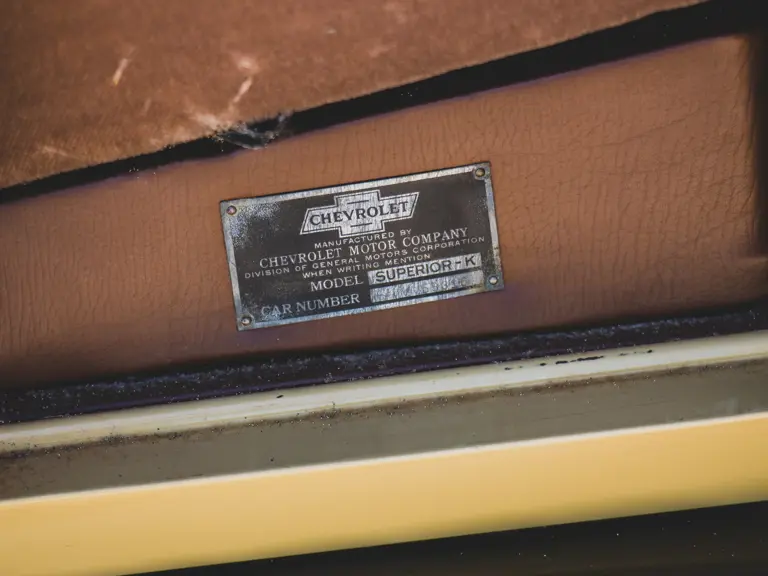 CHEVROLET
MANUFACTURED BY
CHEVROLET MOTOR COMPANY
DIVISION OF GENERAL MOTORS CORPORATION
WHEN WRITING MENTION
MODEL SUPERIOR-K
CAR NUMBER